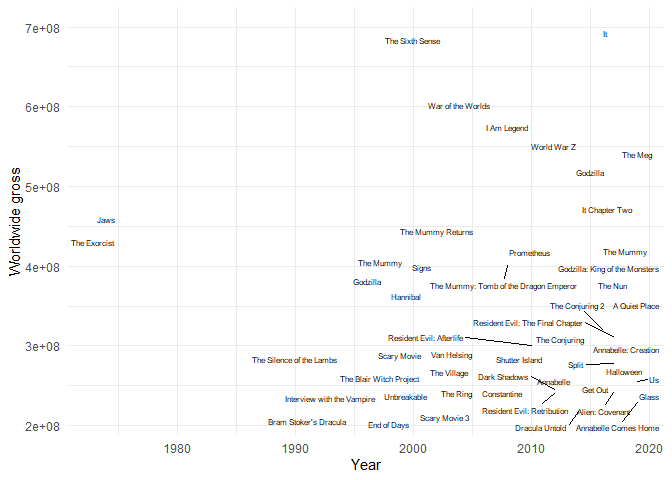 7e+08
It
The Sixth Sense
6e+08
War of the Worlds
I Am Legend
World War Z
The Meg
Godzilla
5e+08
It Chapter Two
Jaws
The Exorcist
The Mummy Returns
Prometheus
The Mummy
4e+08
The Mummy
Signs
Godzilla: King of the Monsters
Godzilla
The Mummy: Tomb of the Dragon Emperor
The Nun
Hannibal
The Conjuring 2
A Quiet Place
Resident Evil: The Final Chapter
Resident Evil: Afterlife
The Conjuring
3e+08
Annabelle: Creation
The Silence of the Lambs
Scary Movie
Van Helsing
Shutter Island
Split
The Blair Witch Project
The Village
Dark Shadows
Annabelle
Halloween
Us
Get Out
Interview with the Vampire
Unbreakable
The Ring
Constantine
Glass
Resident Evil: Retribution
Alien: Covenant
Bram Stoker's Dracula
End of Days
Scary Movie 3
Dracula Untold
Annabelle Comes Home
2e+08
1980
1990
2000
2010
2020
Year
Worldwide gross